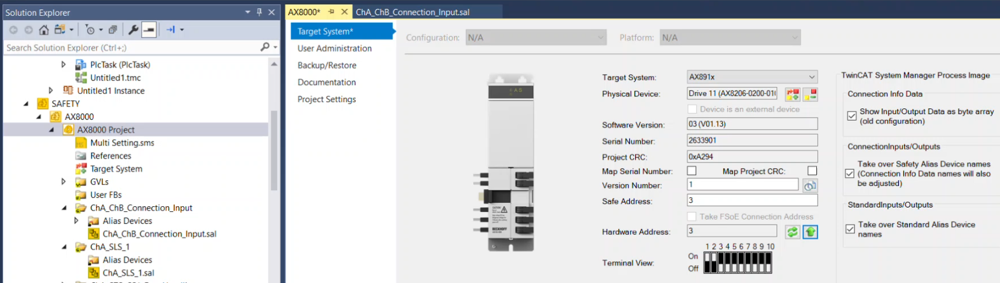 Solution Explorer
Search Solution Explorer (Ctrl+;)
PlcTask (PlcTask)
Untitled1.tmc
Untitled1 Instance
SAFETY
AX8000
AX8000 Project
Multi Setting.sms
References
Target System
GVLs
User FBs
ChA_ChB_Connection_Input
Alias Devices
ChA_ChB_Connection_Input.sal
ChA_SLS_1
Alias Devices
ChA_SLS_1.sal
AX8000*
ChA_ChB_Connection_Input.sal
Target System*
User Administration
Backup/Restore
Documentation
Project Settings
Configuration: N/A
Platform: N/A
Target System: AX891x
Physical Device: Drive 11 (AX8206-0200-01
Device is an external device
Software Version: 03 (V01.13)
Serial Number: 2633901
Project CRC: 0xA294
Map Serial Number: Map Project CRC:
Version Number: 1
Safe Address: 3
Take FSoE Connection Address
Hardware Address: 3
1 2 3 4 5 6 7 8 9 10
On
Terminal View:
Off
CAUTION
BECKHOFF
TwinCAT System Manager Process Image
Connection Info Data
Show Input/Output Data as byte array
(old configuration)
ConnectionInputs/Outputs
Take over Safety Alias Device names
(Connection Info Data names will also
be adjusted)
StandardInputs/Outputs
Take over Standard Alias Device
names